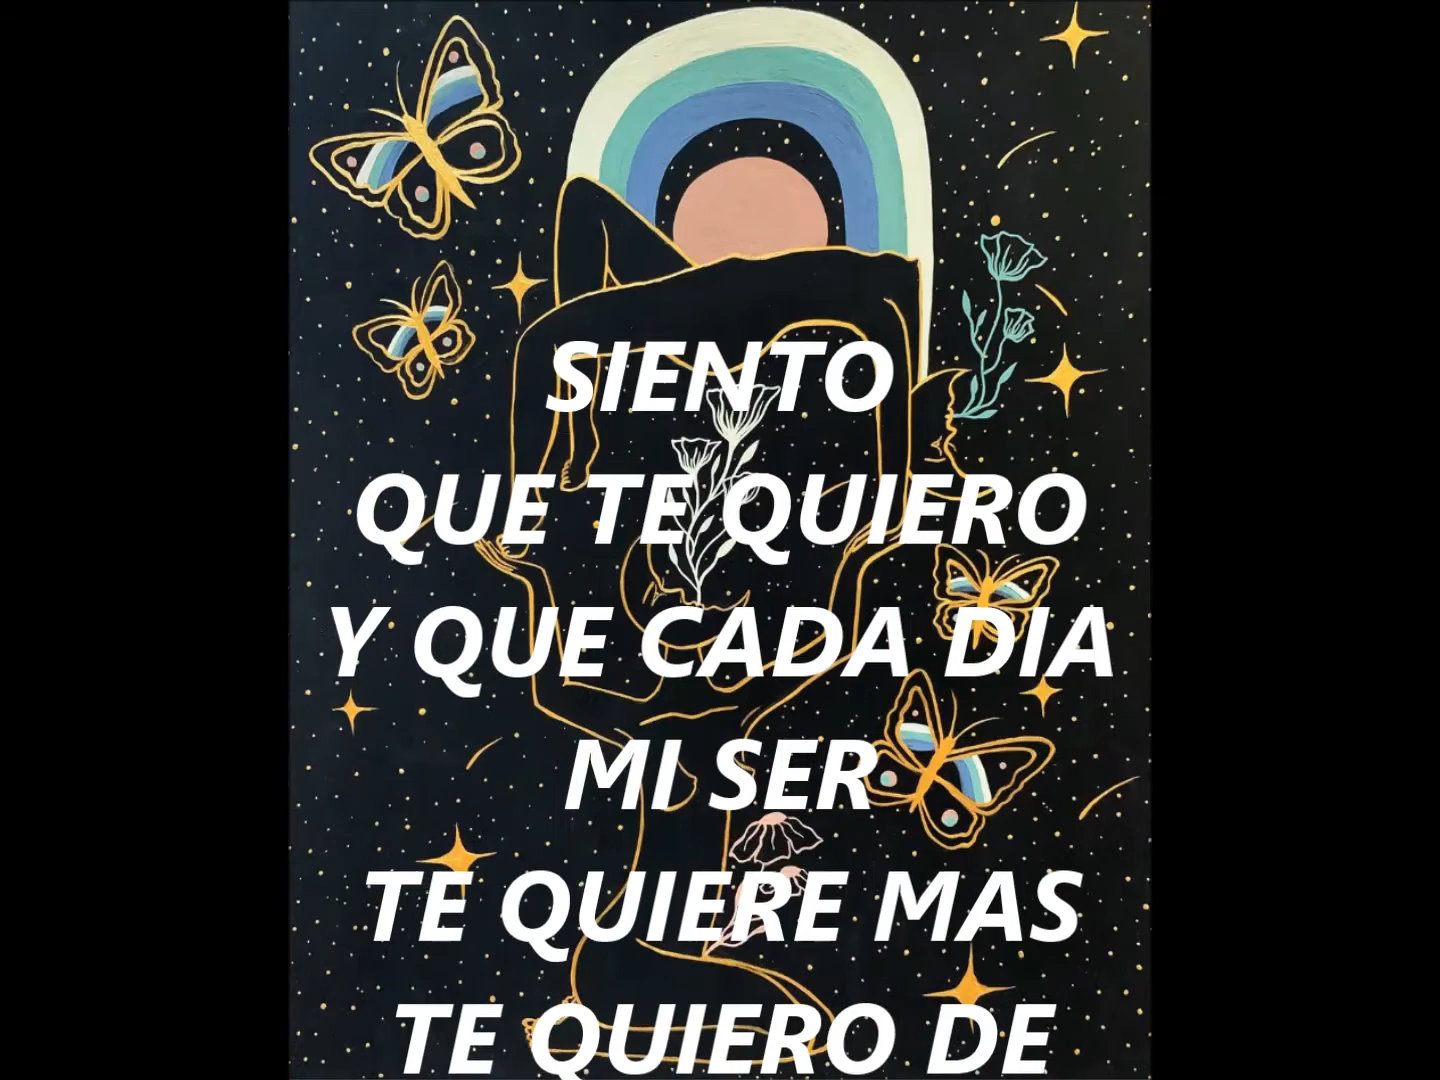 SIENTO
QUE TE QUIERO
Y QUE CADA DIA
MI SER
TE QUIERE MAS
TE QUIERO DE